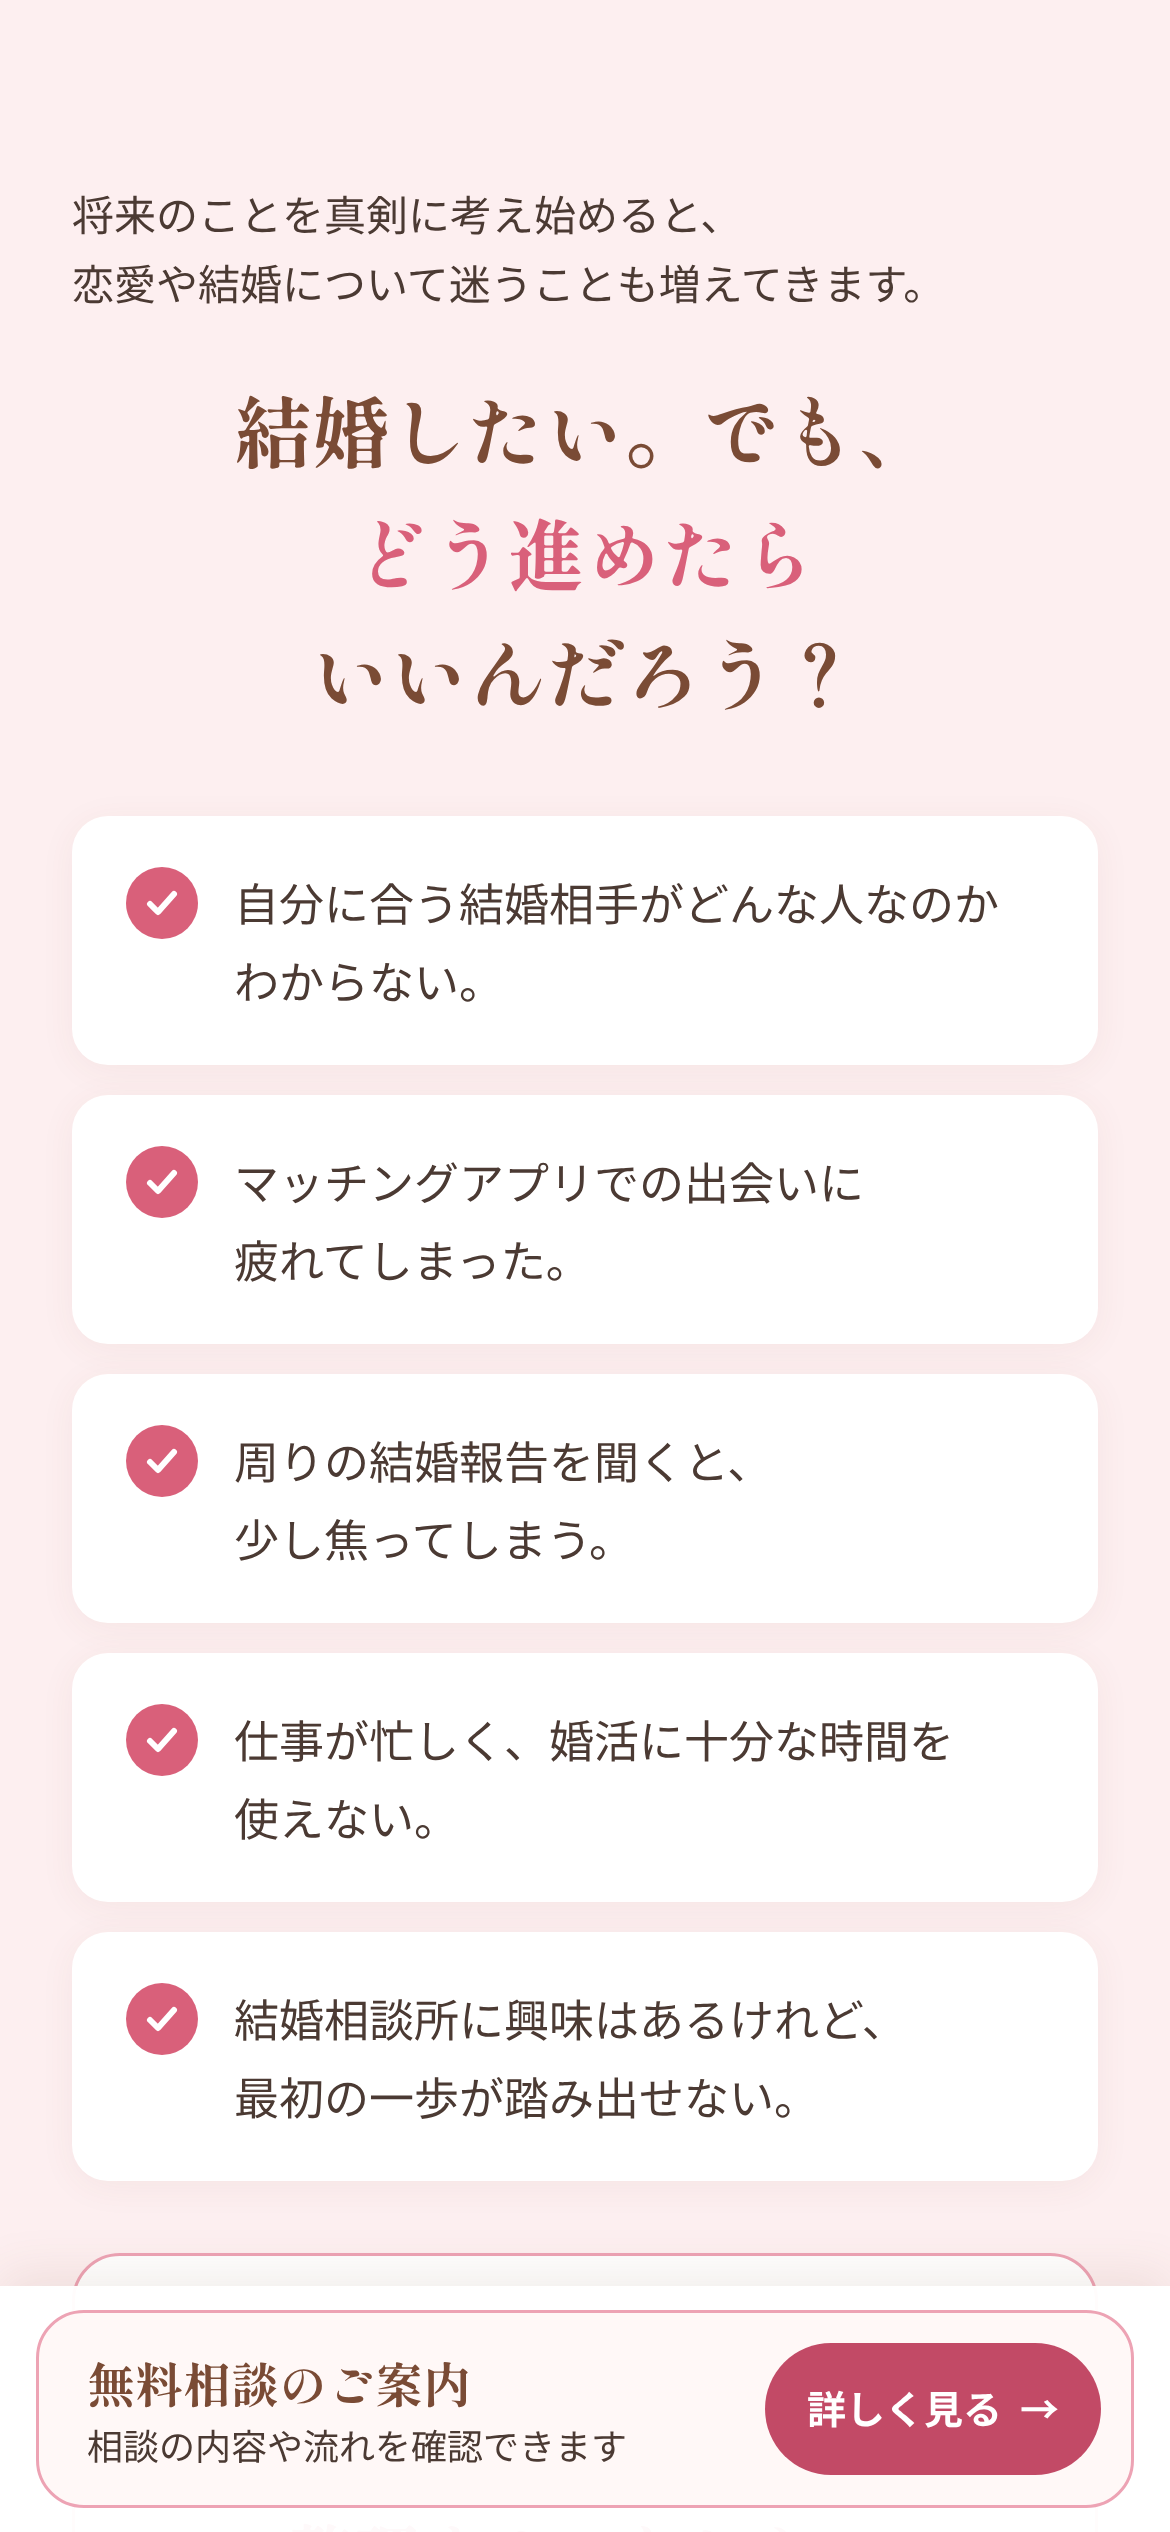 将来のことを真剣に考え始めると、
恋愛や結婚について迷うことも増えてきます。
結婚したい。でも、
どう進めたら
いいんだろう？
自分に合う結婚相手がどんな人なのか
わからない。
マッチングアプリでの出会いに
疲れてしまった。
周りの結婚報告を聞くと、
少し焦ってしまう。
仕事が忙しく、婚活に十分な時間を
使えない。
結婚相談所に興味はあるけれど、
最初の一歩が踏み出せない。
無料相談のご案内
相談の内容や流れを確認できます
詳しく見る →